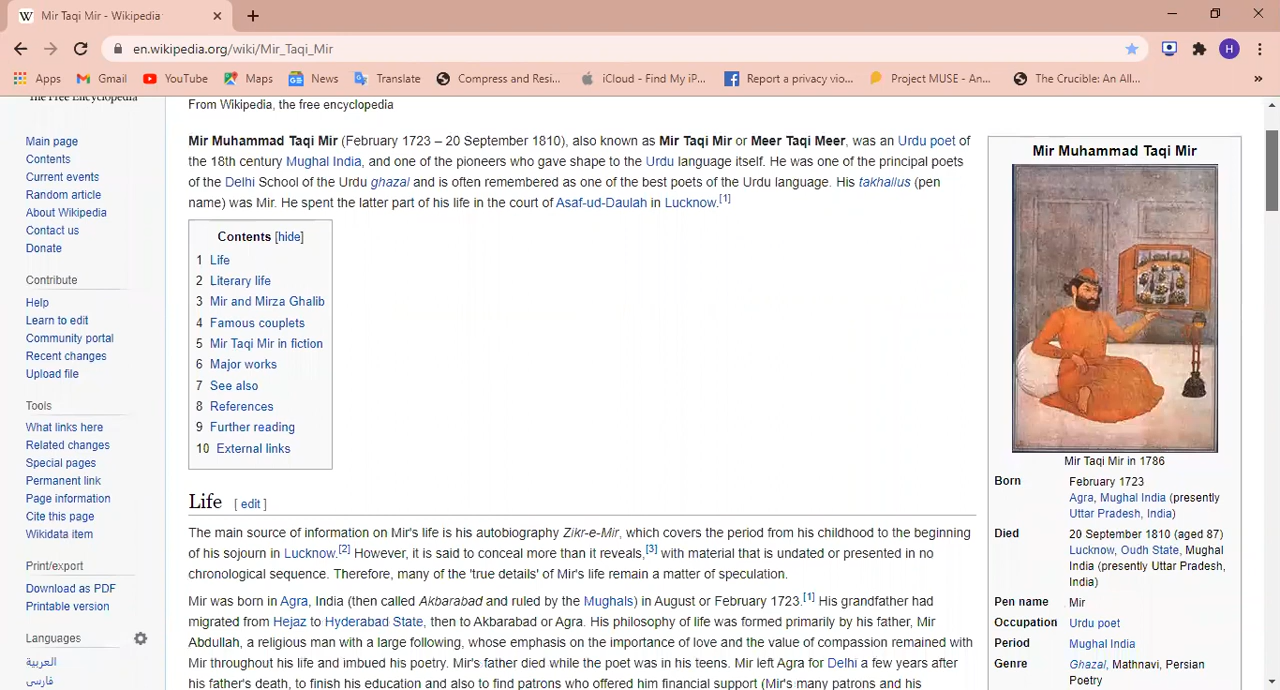 Mir Taqi Mir - Wikipedia
en.wikipedia.org/wiki/Mir_Taqi_Mir
H
Apps
Gmail
YouTube
Maps
News
Translate
Compress and Resi...
iCloud - Find My iP...
Report a privacy vio...
Project MUSE - An...
The Crucible: An All...
»
The Free Encyclopedia
Main page
Contents
Current events
Random article
About Wikipedia
Contact us
Donate
Contribute
Help
Learn to edit
Community portal
Recent changes
Upload file
Tools
What links here
Related changes
Special pages
Permanent link
Page information
Cite this page
Wikidata item
Print/export
Download as PDF
Printable version
Languages
العربية
فارسی
From Wikipedia, the free encyclopedia
Mir Muhammad Taqi Mir (February 1723 – 20 September 1810), also known as Mir Taqi Mir or Meer Taqi Meer, was an Urdu poet of
the 18th century Mughal India, and one of the pioneers who gave shape to the Urdu language itself. He was one of the principal poets
of the Delhi School of the Urdu ghazal and is often remembered as one of the best poets of the Urdu language. His takhallus (pen
name) was Mir. He spent the latter part of his life in the court of Asaf-ud-Daulah in Lucknow.[1]
Contents [hide]
1 Life
2 Literary life
3 Mir and Mirza Ghalib
4 Famous couplets
5 Mir Taqi Mir in fiction
6 Major works
7 See also
8 References
9 Further reading
10 External links
Life [ edit ]
The main source of information on Mir's life is his autobiography Zikr-e-Mir, which covers the period from his childhood to the beginning
of his sojourn in Lucknow.[2] However, it is said to conceal more than it reveals,[3] with material that is undated or presented in no
chronological sequence. Therefore, many of the 'true details' of Mir's life remain a matter of speculation.
Mir was born in Agra, India (then called Akbarabad and ruled by the Mughals) in August or February 1723.[1] His grandfather had
migrated from Hejaz to Hyderabad State, then to Akbarabad or Agra. His philosophy of life was formed primarily by his father, Mir
Abdullah, a religious man with a large following, whose emphasis on the importance of love and the value of compassion remained with
Mir throughout his life and imbued his poetry. Mir's father died while the poet was in his teens. Mir left Agra for Delhi a few years after
his father's death, to finish his education and also to find patrons who offered him financial support (Mir's many patrons and his
Mir Muhammad Taqi Mir
Mir Taqi Mir in 1786
Born February 1723
Agra, Mughal India (presently
Uttar Pradesh, India)
Died 20 September 1810 (aged 87)
Lucknow, Oudh State, Mughal
India (presently Uttar Pradesh,
India)
Pen name Mir
Occupation Urdu poet
Period Mughal India
Genre Ghazal, Mathnavi, Persian
Poetry